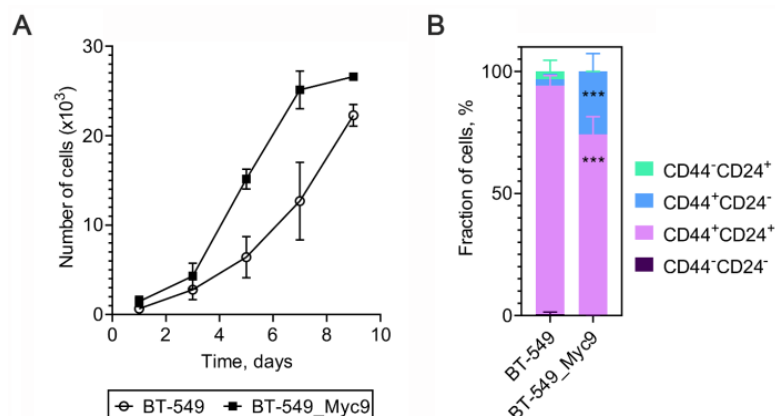 A
Number of cells (x10³)
30
20
10
0
0 2 4 6 8 10
Time, days
BT-549 BT-549_Myc9
B
Fraction of cells, %
100
50
0
***
***
BT-549
BT-549_Myc9
CD44⁻CD24⁺
CD44⁺CD24⁻
CD44⁺CD24⁺
CD44⁻CD24⁻